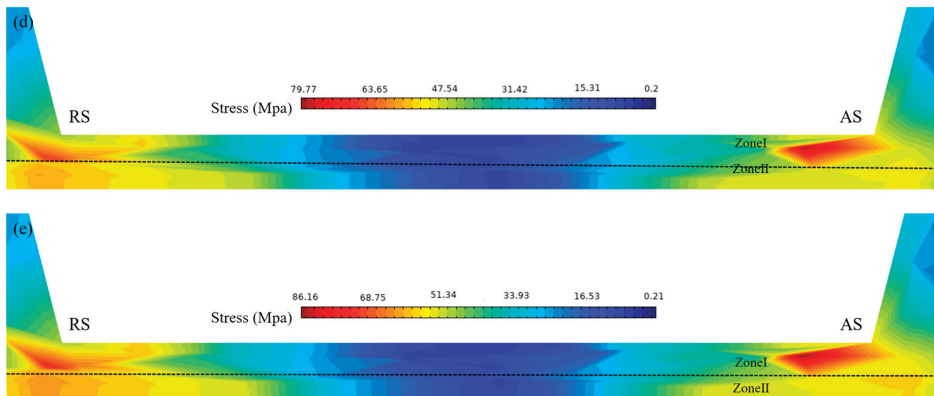 (d)
79.77 63.65 47.54 31.42 15.31 0.2
Stress (Mpa)
RS AS
ZoneI
ZoneII
(e)
86.16 68.75 51.34 33.93 16.53 0.21
Stress (Mpa)
RS AS
ZoneI
ZoneII